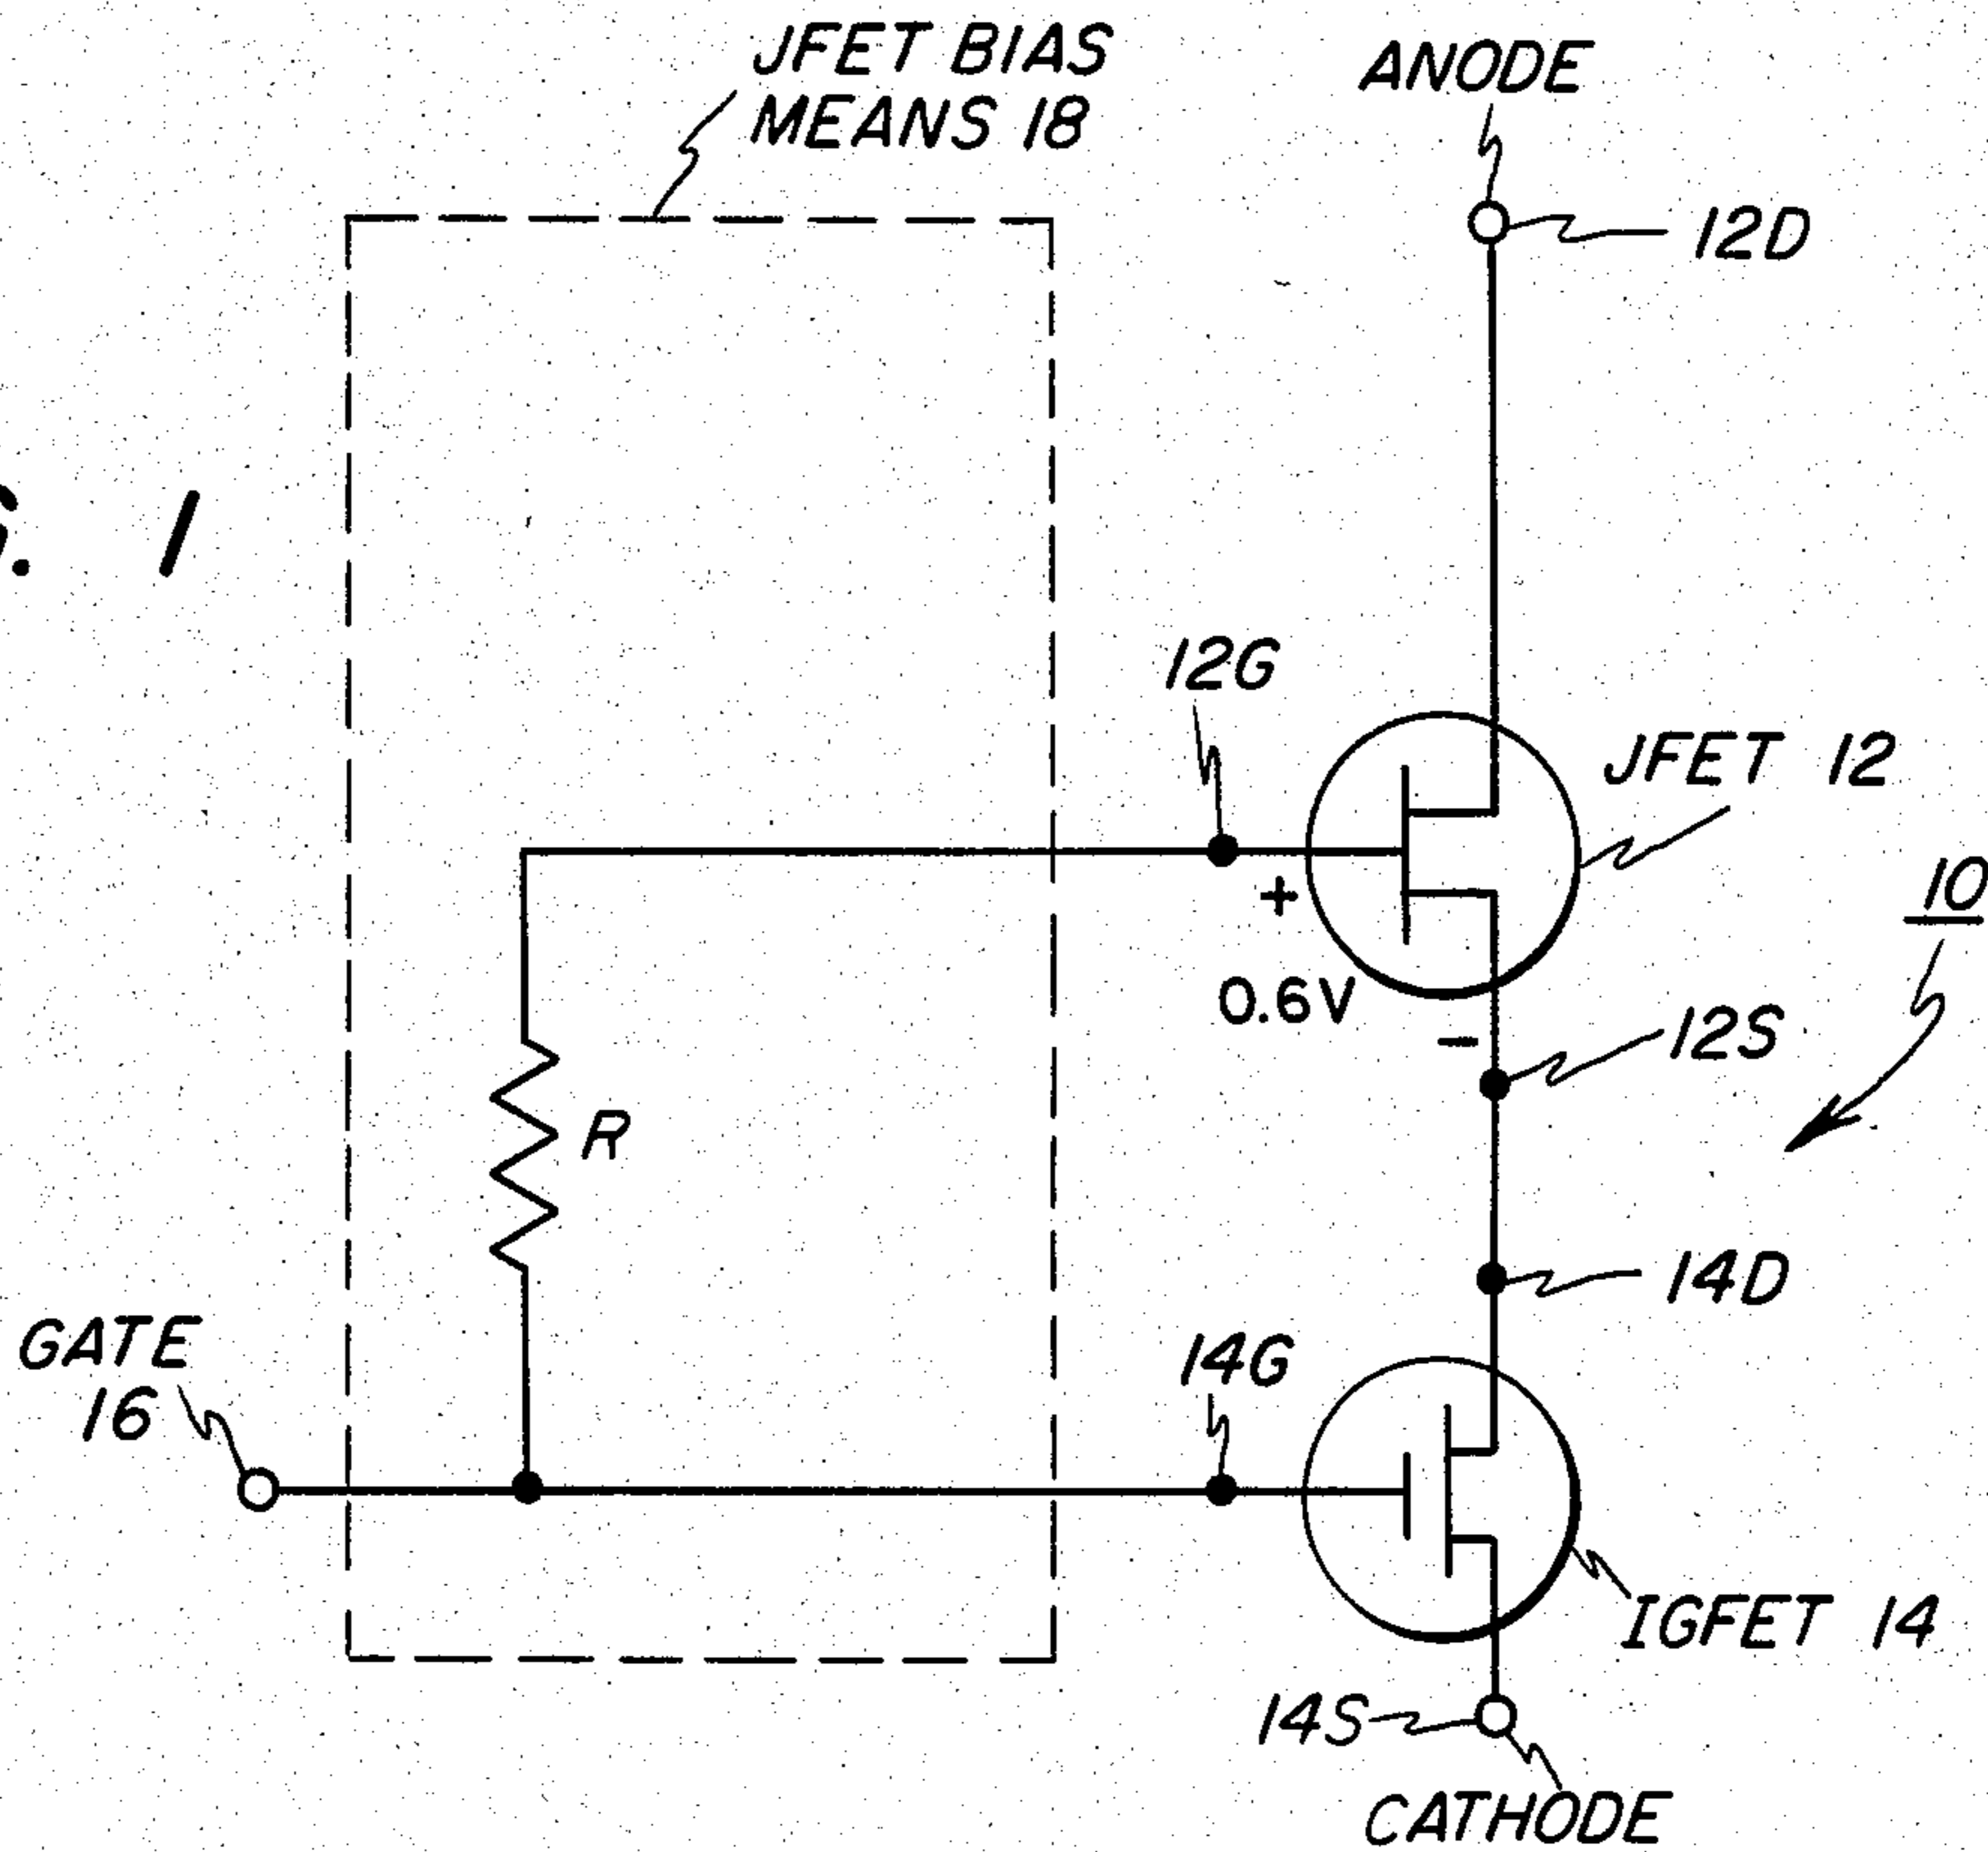 JFET BIAS
MEANS 18
ANODE
12D
. 1
12G
JFET 12
+
10
0.6V
-
12S
R
14D
GATE
16
14G
IGFET 14
14S
CATHODE